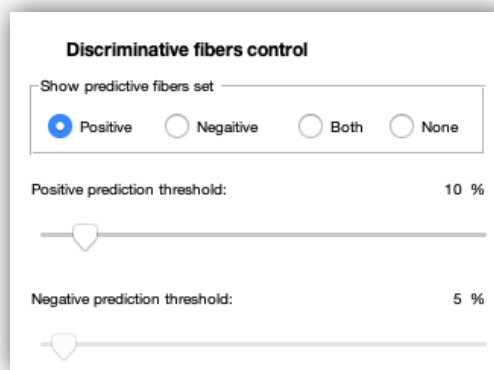 Discriminative fibers control
Show predictive fibers set
Positive Negaitive Both None
Positive prediction threshold: 10 %
Negative prediction threshold: 5 %